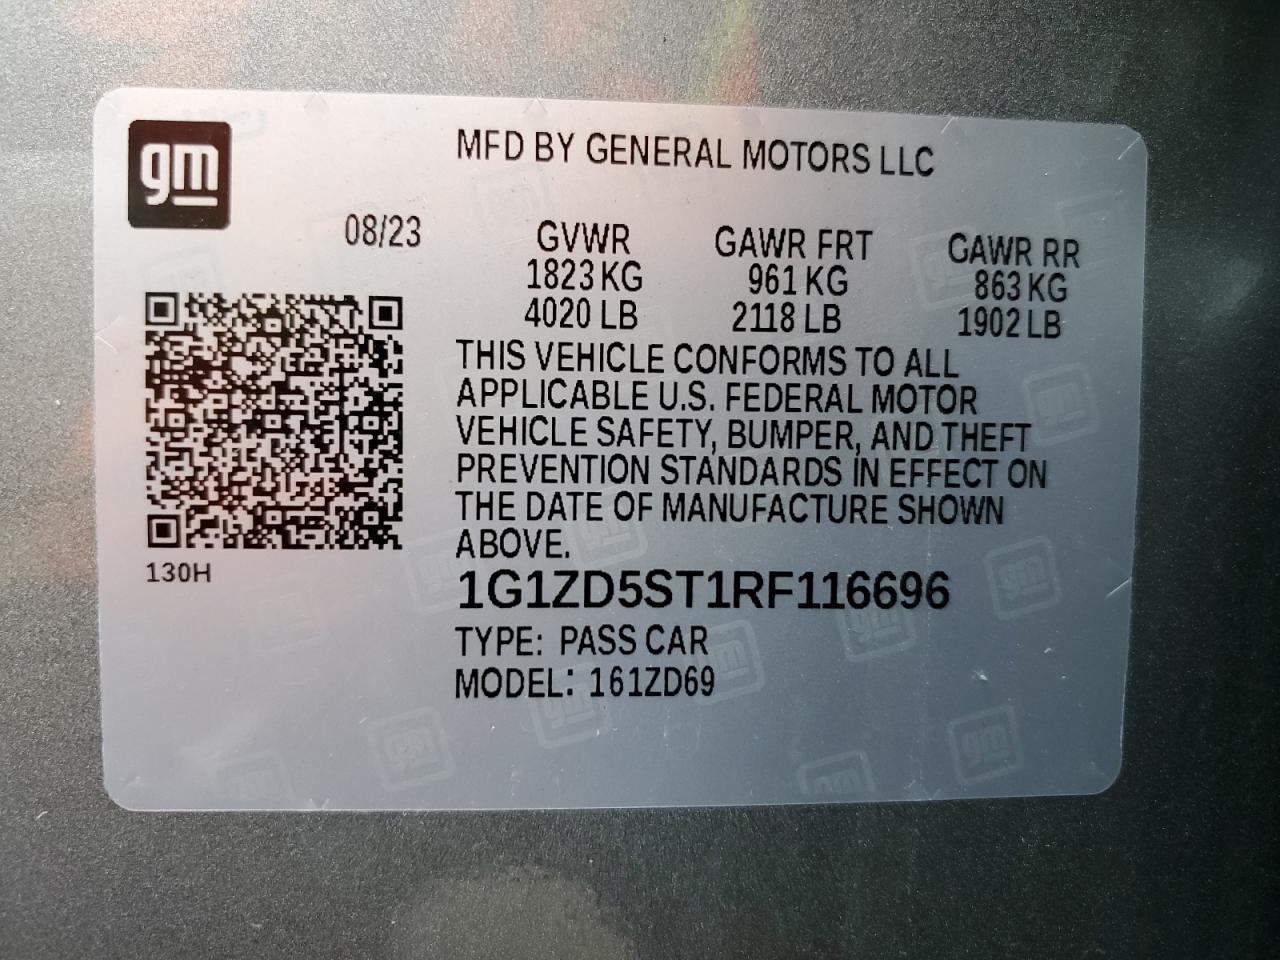 gm
MFD BY GENERAL MOTORS LLC
08/23
GVWR GAWR FRT GAWR RR
1823 KG 961 KG 863 KG
4020 LB 2118 LB 1902 LB
THIS VEHICLE CONFORMS TO ALL
APPLICABLE U.S. FEDERAL MOTOR
VEHICLE SAFETY, BUMPER, AND THEFT
PREVENTION STANDARDS IN EFFECT ON
THE DATE OF MANUFACTURE SHOWN
ABOVE.
130H
1G1ZD5ST1RF116696
TYPE: PASS CAR
MODEL: 161ZD69